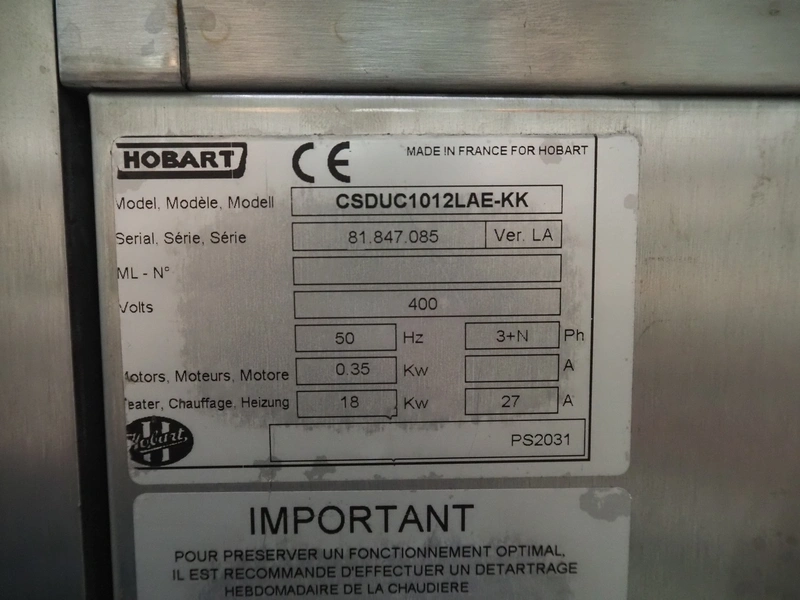 HOBART CE MADE IN FRANCE FOR HOBART
Model, Modèle, Modell CSDUC1012LAE-KK
Serial, Série, Série 81.847.085 Ver. LA
ML - N°
Volts 400
50 Hz 3+N Ph
Motors, Moteurs, Motore 0.35 Kw A
eater, Chauffage, Heizung 18 Kw 27 A
Hobart PS2031
IMPORTANT
POUR PRESERVER UN FONCTIONNEMENT OPTIMAL,
IL EST RECOMMANDE D'EFFECTUER UN DETARTRAGE
HEBDOMADAIRE DE LA CHAUDIERE